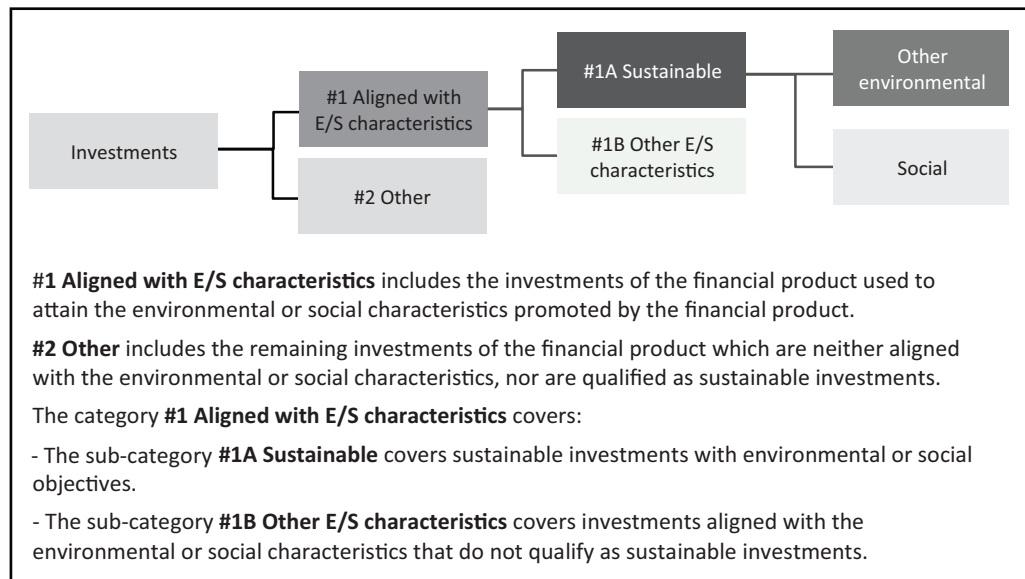 Investments
#1 Aligned with
E/S characteristics
#2 Other
#1A Sustainable
#1B Other E/S
characteristics
Other
environmental
Social
#1 Aligned with E/S characteristics includes the investments of the financial product used to
attain the environmental or social characteristics promoted by the financial product.
#2 Other includes the remaining investments of the financial product which are neither aligned
with the environmental or social characteristics, nor are qualified as sustainable investments.
The category #1 Aligned with E/S characteristics covers:
- The sub-category #1A Sustainable covers sustainable investments with environmental or social
objectives.
- The sub-category #1B Other E/S characteristics covers investments aligned with the
environmental or social characteristics that do not qualify as sustainable investments.